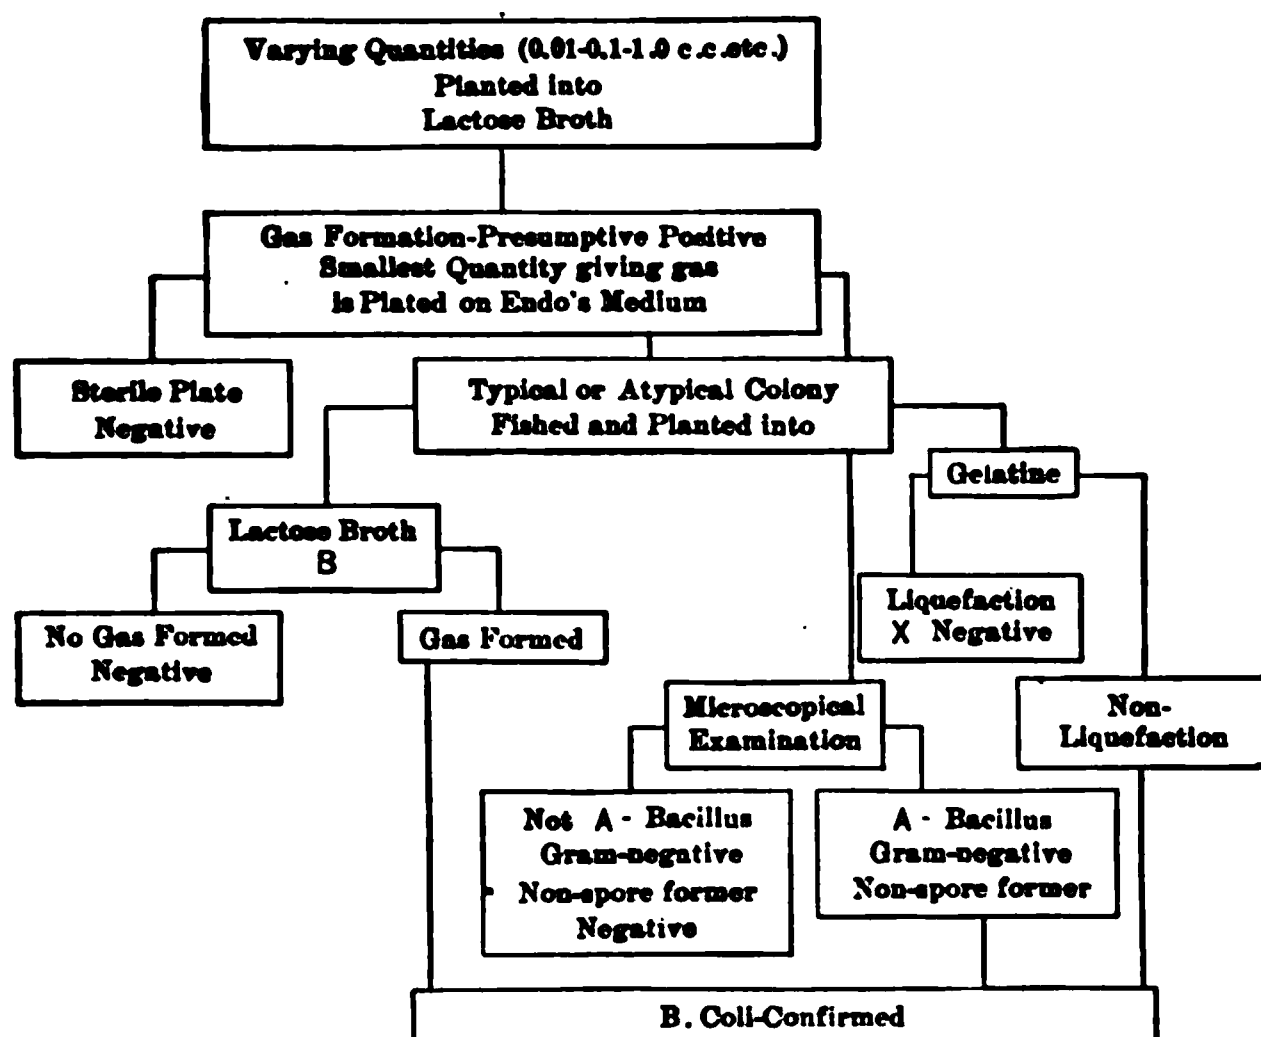 Varying Quantities (0.01-0.1-1.0 c.c.etc.)
Planted into
Lactose Broth
Gas Formation-Presumptive Positive
Smallest Quantity giving gas
is Plated on Endo's Medium
Sterile Plate
Negative
Typical or Atypical Colony
Fished and Planted into
Gelatine
Lactose Broth
B
Liquefaction
X Negative
No Gas Formed
Negative
Gas Formed
Microscopical
Examination
Non-
Liquefaction
Not A - Bacillus
Gram-negative
Non-spore former
Negative
A - Bacillus
Gram-negative
Non-spore former
B. Coli-Confirmed